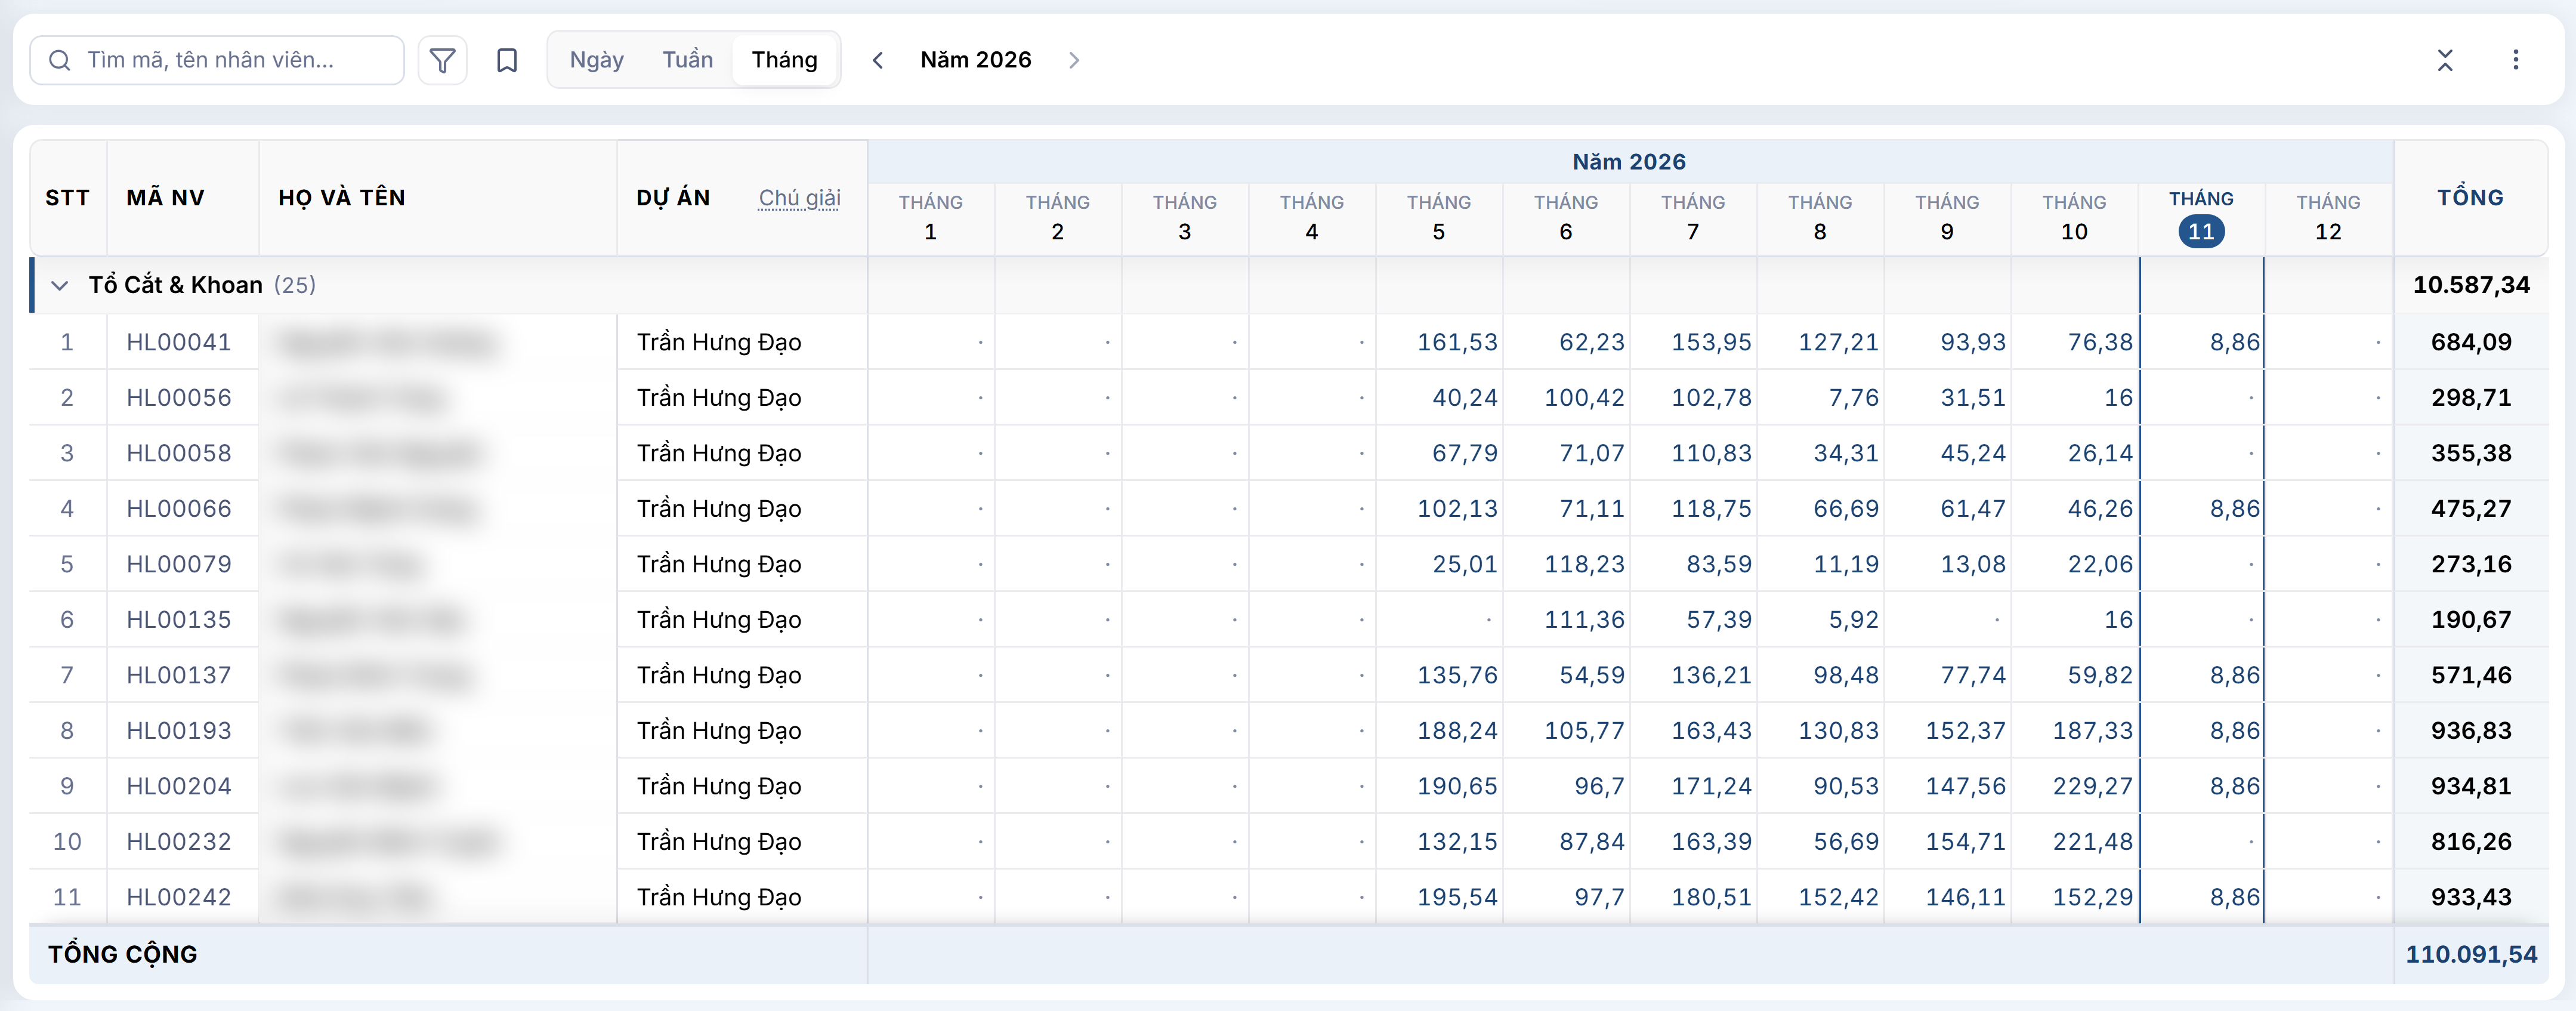 Tìm mã, tên nhân viên...
Ngày Tuần Tháng Năm 2026
STT MÃ NV HỌ VÀ TÊN DỰ ÁN Chú giải Năm 2026 TỔNG
THÁNG THÁNG THÁNG THÁNG THÁNG THÁNG THÁNG THÁNG THÁNG THÁNG THÁNG THÁNG
1 2 3 4 5 6 7 8 9 10 11 12
Tổ Cắt & Khoan (25) 10.587,34
1 HL00041 Trần Hưng Đạo · · · · 161,53 62,23 153,95 127,21 93,93 76,38 8,86 · 684,09
2 HL00056 Trần Hưng Đạo · · · · 40,24 100,42 102,78 7,76 31,51 16 · · 298,71
3 HL00058 Trần Hưng Đạo · · · · 67,79 71,07 110,83 34,31 45,24 26,14 · · 355,38
4 HL00066 Trần Hưng Đạo · · · · 102,13 71,11 118,75 66,69 61,47 46,26 8,86 · 475,27
5 HL00079 Trần Hưng Đạo · · · · 25,01 118,23 83,59 11,19 13,08 22,06 · · 273,16
6 HL00135 Trần Hưng Đạo · · · · · 111,36 57,39 5,92 · 16 · · 190,67
7 HL00137 Trần Hưng Đạo · · · · 135,76 54,59 136,21 98,48 77,74 59,82 8,86 · 571,46
8 HL00193 Trần Hưng Đạo · · · · 188,24 105,77 163,43 130,83 152,37 187,33 8,86 · 936,83
9 HL00204 Trần Hưng Đạo · · · · 190,65 96,7 171,24 90,53 147,56 229,27 8,86 · 934,81
10 HL00232 Trần Hưng Đạo · · · · 132,15 87,84 163,39 56,69 154,71 221,48 · · 816,26
11 HL00242 Trần Hưng Đạo · · · · 195,54 97,7 180,51 152,42 146,11 152,29 8,86 · 933,43
TỔNG CỘNG 110.091,54